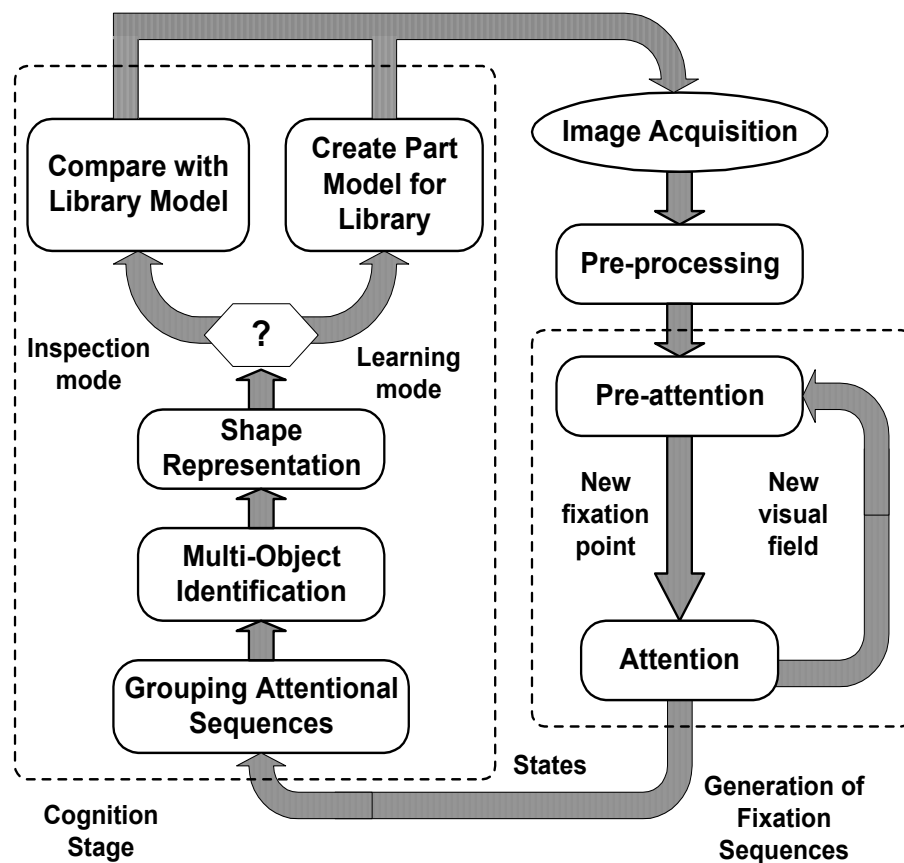 Image Acquisition
Compare with
Library Model
Create Part
Model for
Library
Pre-processing
?
Inspection
mode
Learning
mode
Pre-attention
Shape
Representation
New
fixation
point
New
visual
field
Multi-Object
Identification
Attention
Grouping Attentional
Sequences
States
Cognition
Stage
Generation of
Fixation
Sequences